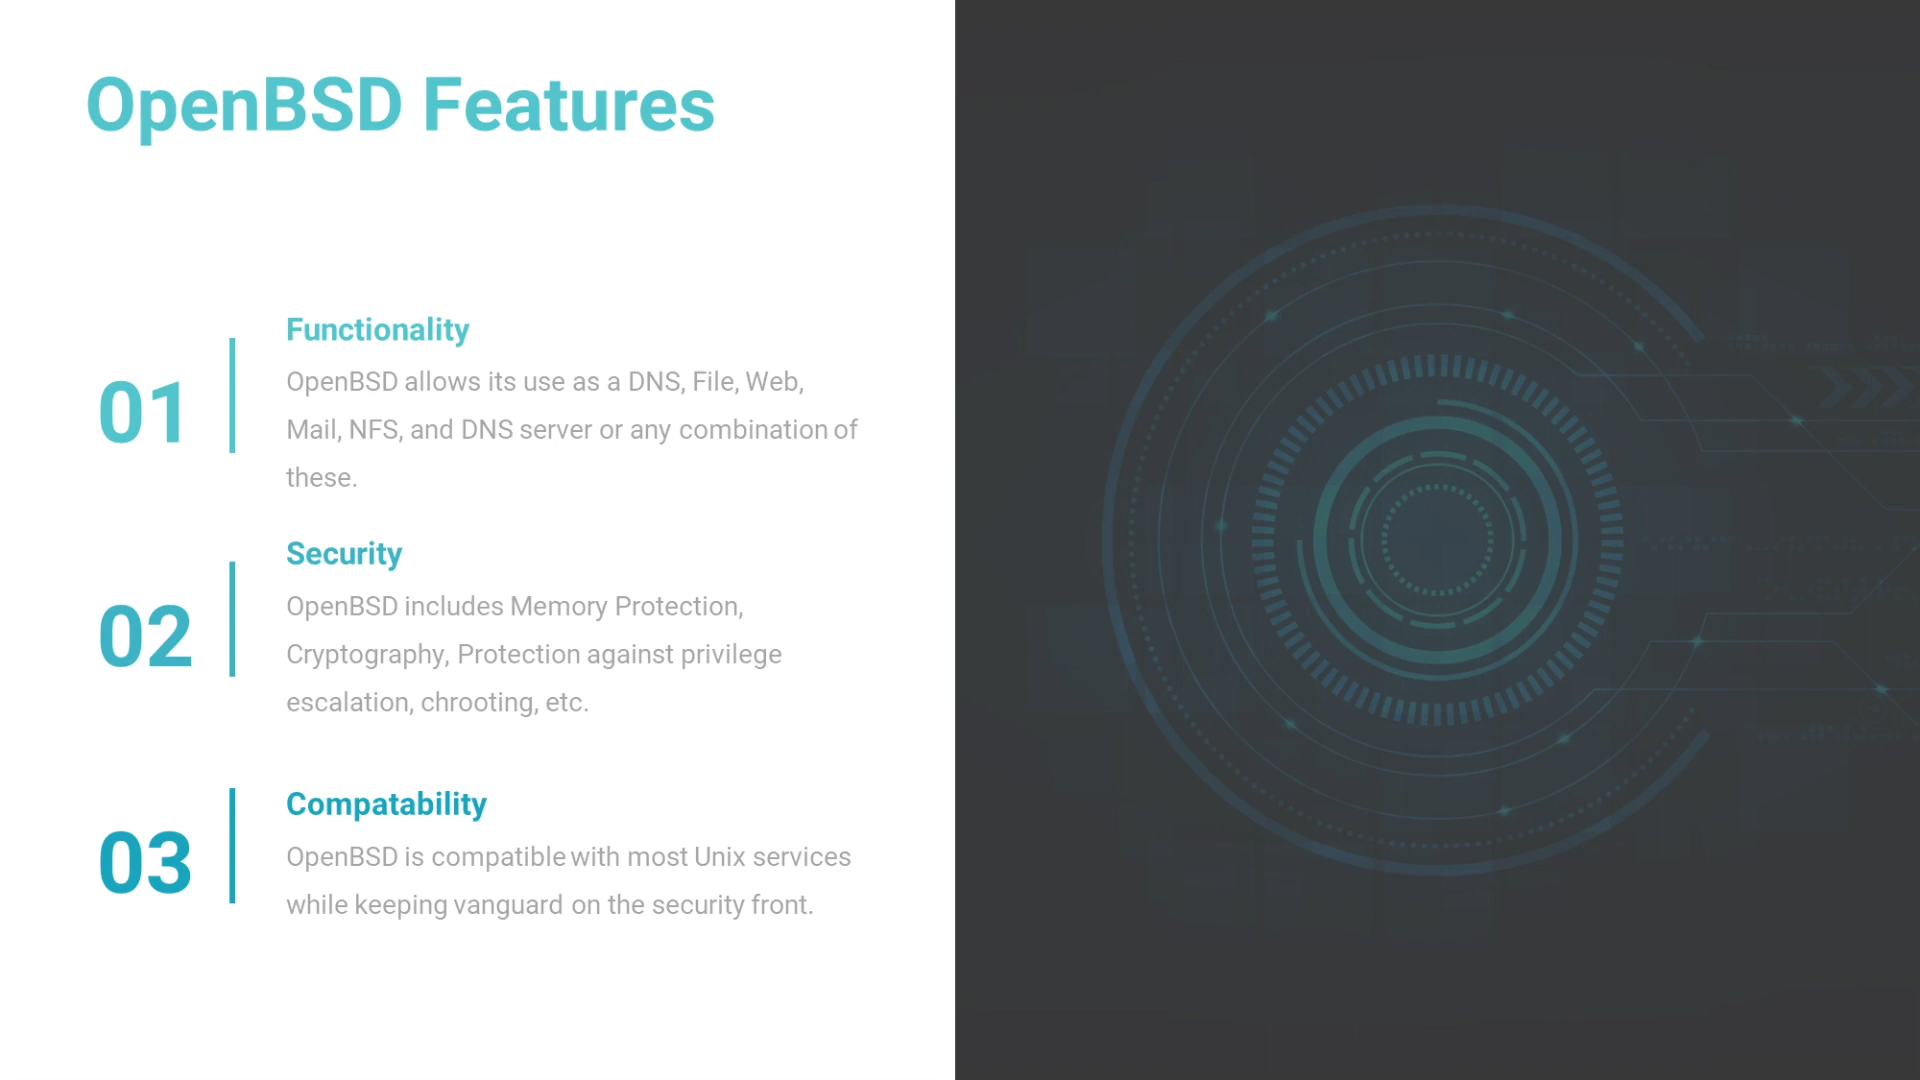 OpenBSD Features
01
Functionality
OpenBSD allows its use as a DNS, File, Web,
Mail, NFS, and DNS server or any combination of
these.
02
Security
OpenBSD includes Memory Protection,
Cryptography, Protection against privilege
escalation, chrooting, etc.
03
Compatability
OpenBSD is compatible with most Unix services
while keeping vanguard on the security front.